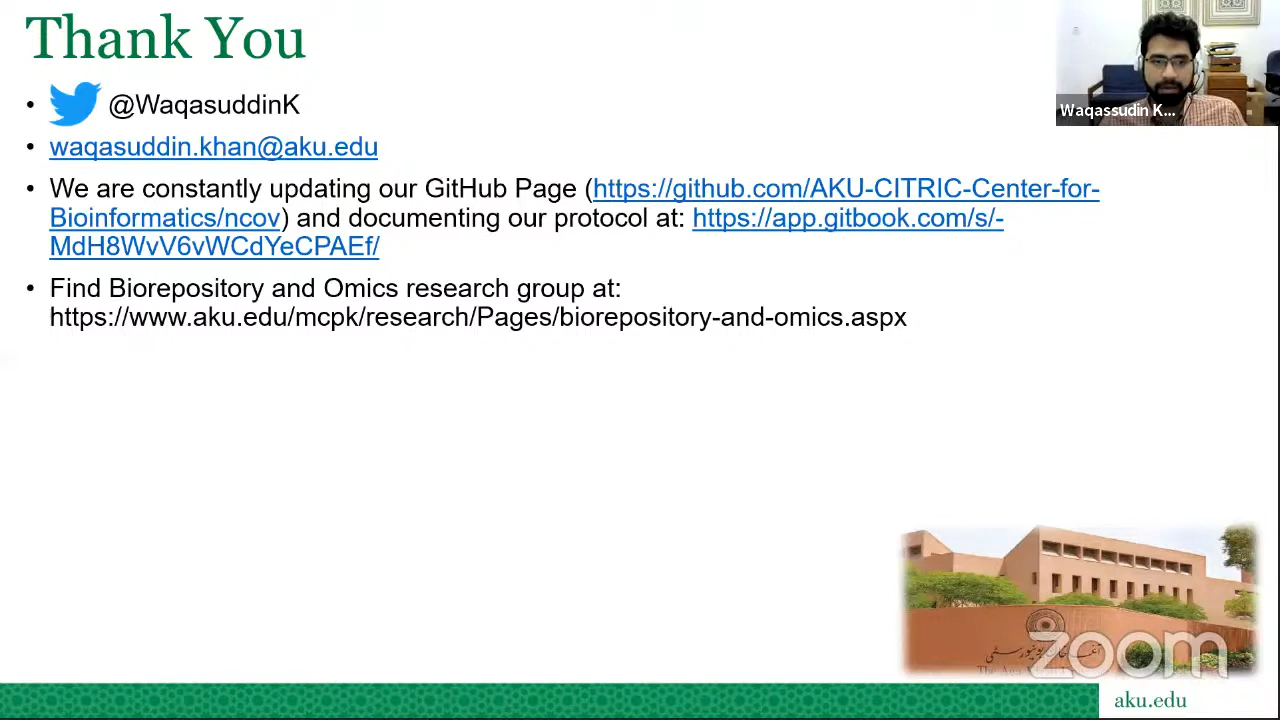 Thank You
• @WaqasuddinK
• waqasuddin.khan@aku.edu
• We are constantly updating our GitHub Page (https://github.com/AKU-CITRIC-Center-for-
Bioinformatics/ncov) and documenting our protocol at: https://app.gitbook.com/s/-
MdH8WvV6vWCdYeCPAEf/
• Find Biorepository and Omics research group at:
https://www.aku.edu/mcpk/research/Pages/biorepository-and-omics.aspx
Waqassudin K...
zoom
aku.edu